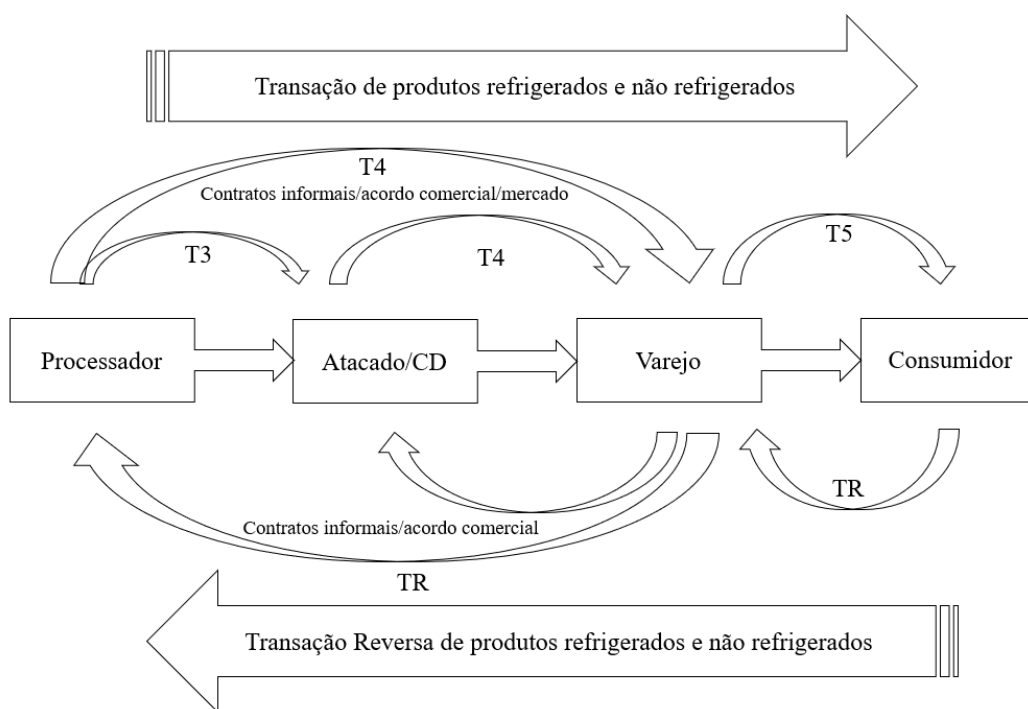 Transação de produtos refrigerados e não refrigerados
T4
Contratos informais/acordo comercial/mercado
T3
T4
T5
Processador
Atacado/CD
Varejo
Consumidor
TR
Contratos informais/acordo comercial
TR
Transação Reversa de produtos refrigerados e não refrigerados